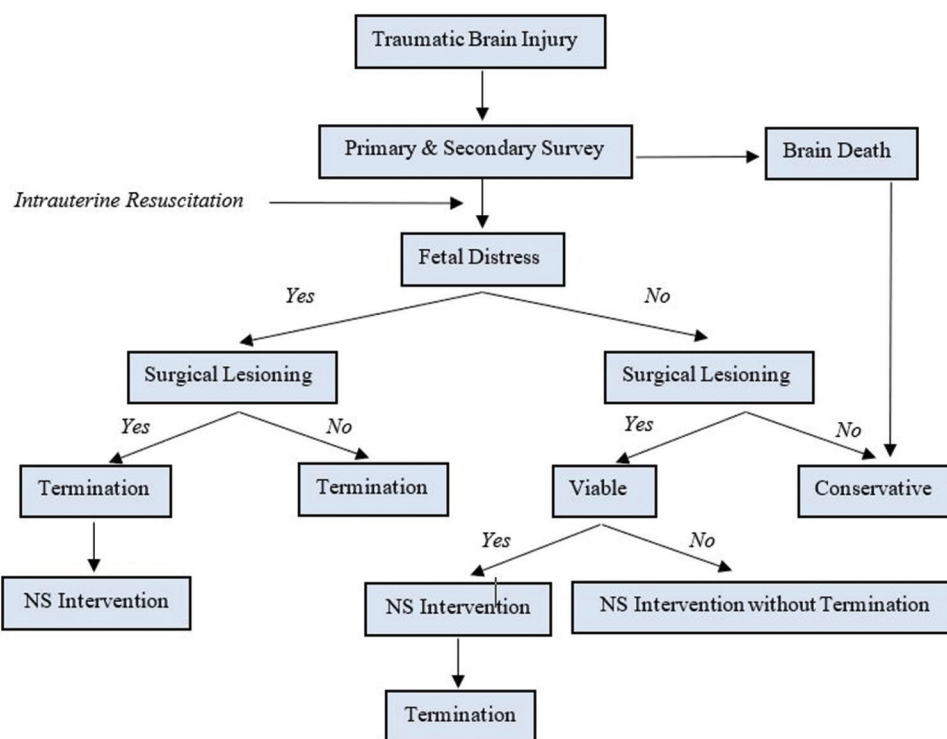 Traumatic Brain Injury
Primary & Secondary Survey
Brain Death
Intrauterine Resuscitation
Fetal Distress
Yes
No
Surgical Lesioning
Surgical Lesioning
Yes
No
Yes
No
Termination
Termination
Viable
Conservative
Yes
No
NS Intervention
NS Intervention
NS Intervention without Termination
Termination